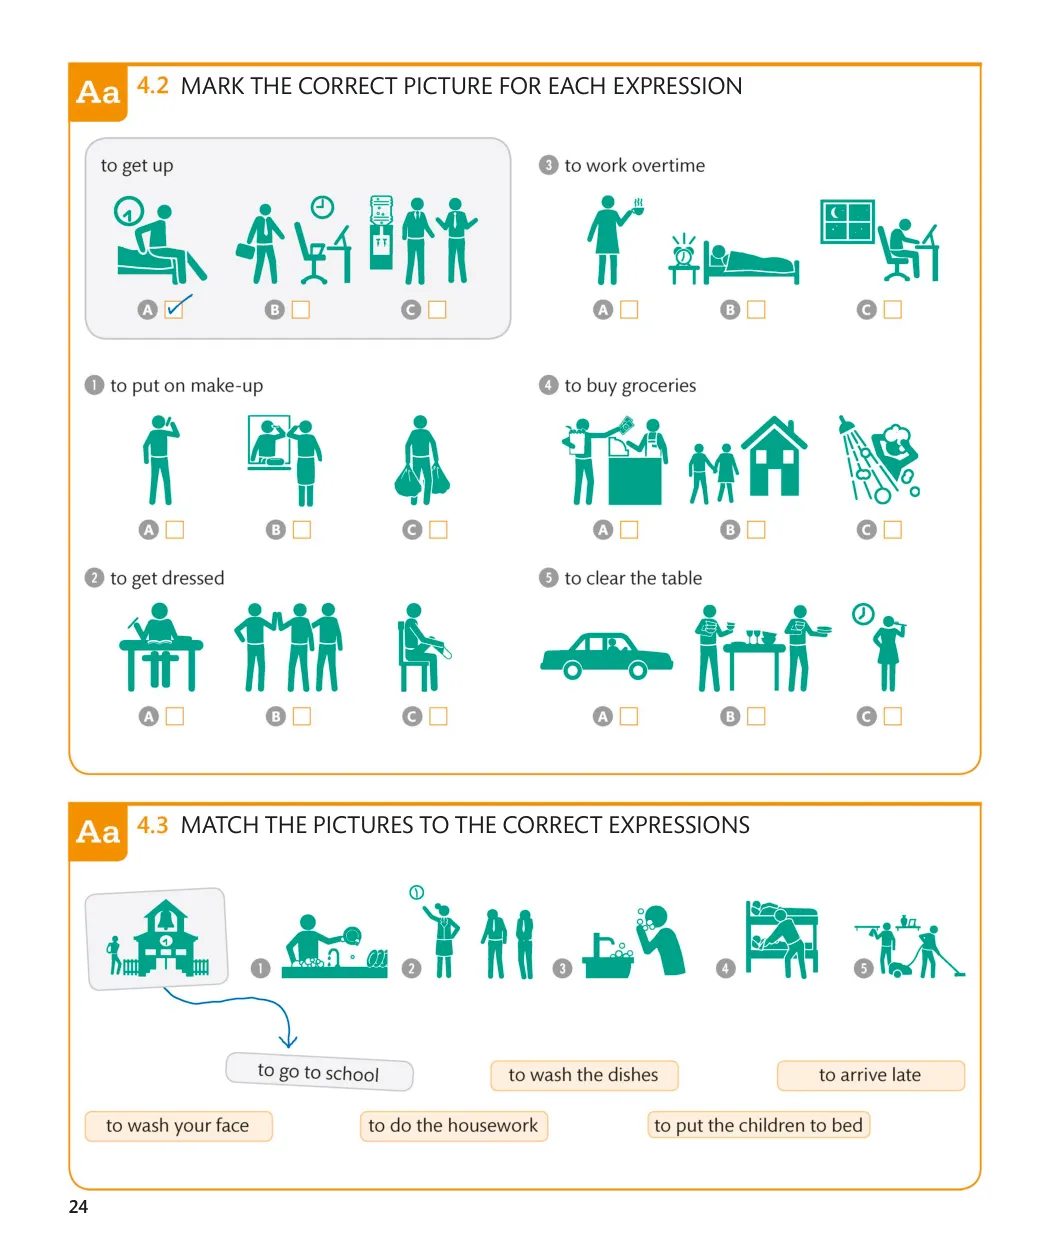 Aa 4.2 MARK THE CORRECT PICTURE FOR EACH EXPRESSION
to get up
A B C
1 to put on make-up
A B C
2 to get dressed
A B C
3 to work overtime
A B C
4 to buy groceries
A B C
5 to clear the table
A B C
Aa 4.3 MATCH THE PICTURES TO THE CORRECT EXPRESSIONS
1 2 3 4 5
to go to school
to wash the dishes
to arrive late
to wash your face
to do the housework
to put the children to bed
24